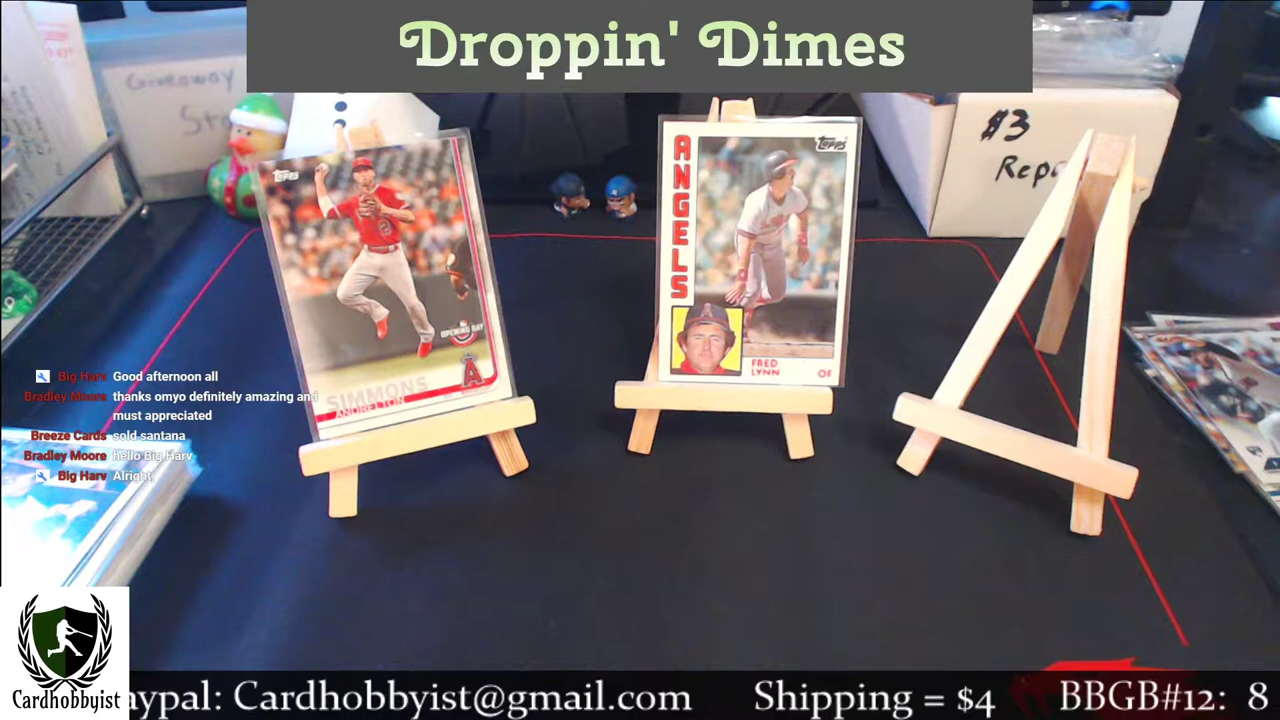 Droppin' Dimes
Giveaway
$3
TOPPS
TOPPS
ANGELS
OPENING DAY
A
SIMMONS
ANDRELTON
FRED
LYNN
OF
Big Harv Good afternoon all
Bradley Moore thanks omyo definitely amazing and
must appreciated
Breeze Cards sold santana
Bradley Moore hello Big Harv
Big Harv Alright
Cardhobbyist
aypal: Cardhobbyist@gmail.com Shipping = $4 BBGB#12: 8